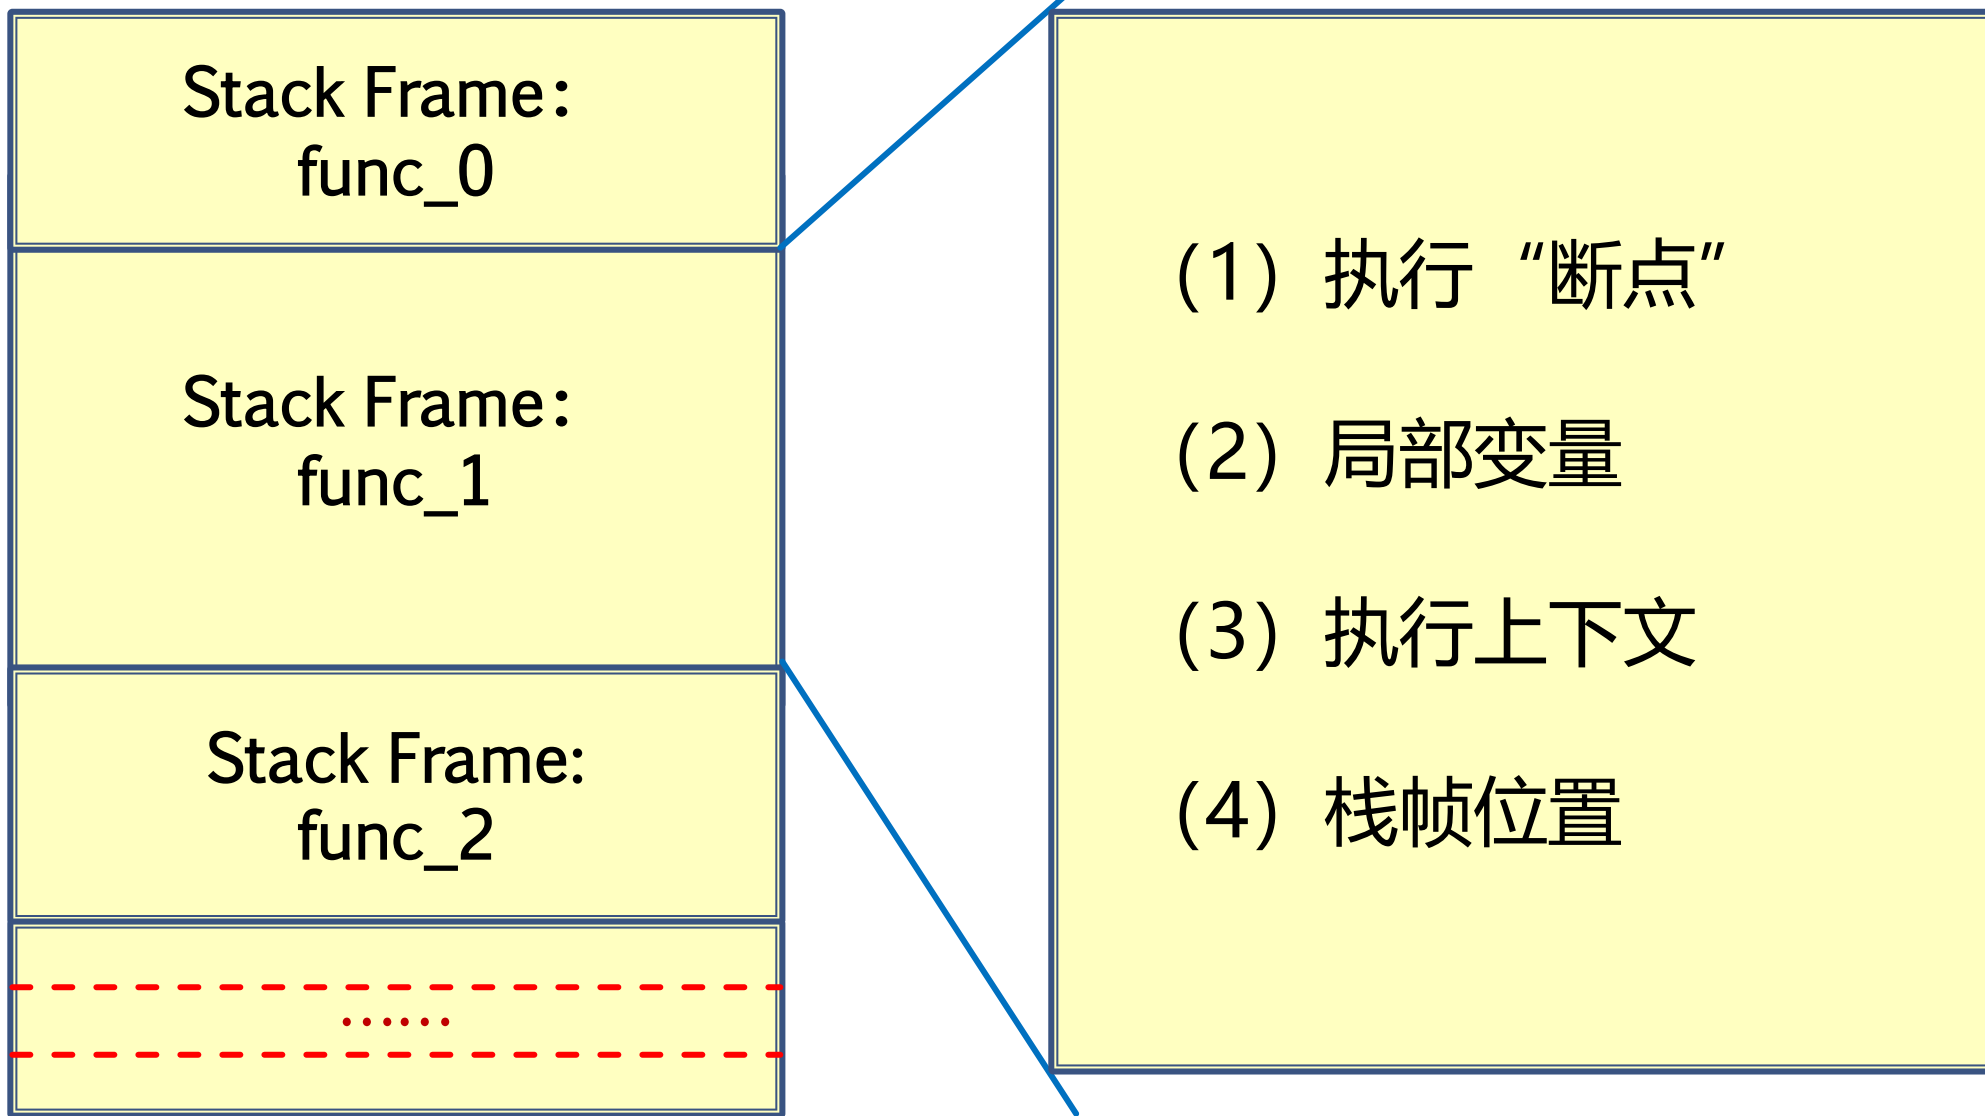 Stack Frame:
func_0
Stack Frame:
func_1
Stack Frame:
func_2
......
(1) 执行“断点”
(2) 局部变量
(3) 执行上下文
(4) 栈帧位置